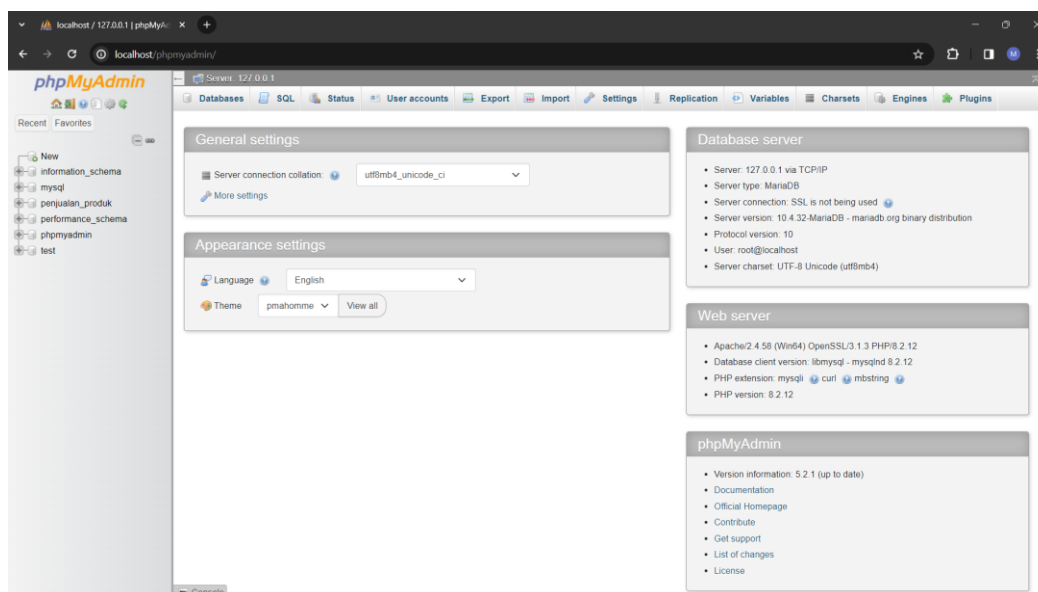 localhost / 127.0.0.1 | phpMyAd
localhost/phpmyadmin/
M
phpMyAdmin
Recent Favorites
New
information_schema
mysql
penjualan_produk
performance_schema
phpmyadmin
test
Server: 127.0.0.1
Databases SQL Status User accounts Export Import Settings Replication Variables Charsets Engines Plugins
General settings
Server connection collation: utf8mb4_unicode_ci
More settings
Appearance settings
Language English
Theme pmahomme View all
Database server
• Server: 127.0.0.1 via TCP/IP
• Server type: MariaDB
• Server connection: SSL is not being used
• Server version: 10.4.32-MariaDB - mariadb.org binary distribution
• Protocol version: 10
• User: root@localhost
• Server charset: UTF-8 Unicode (utf8mb4)
Web server
• Apache/2.4.58 (Win64) OpenSSL/3.1.3 PHP/8.2.12
• Database client version: libmysql - mysqlnd 8.2.12
• PHP extension: mysqli curl mbstring
• PHP version: 8.2.12
phpMyAdmin
• Version information: 5.2.1 (up to date)
• Documentation
• Official Homepage
• Contribute
• Get support
• List of changes
• License
Console